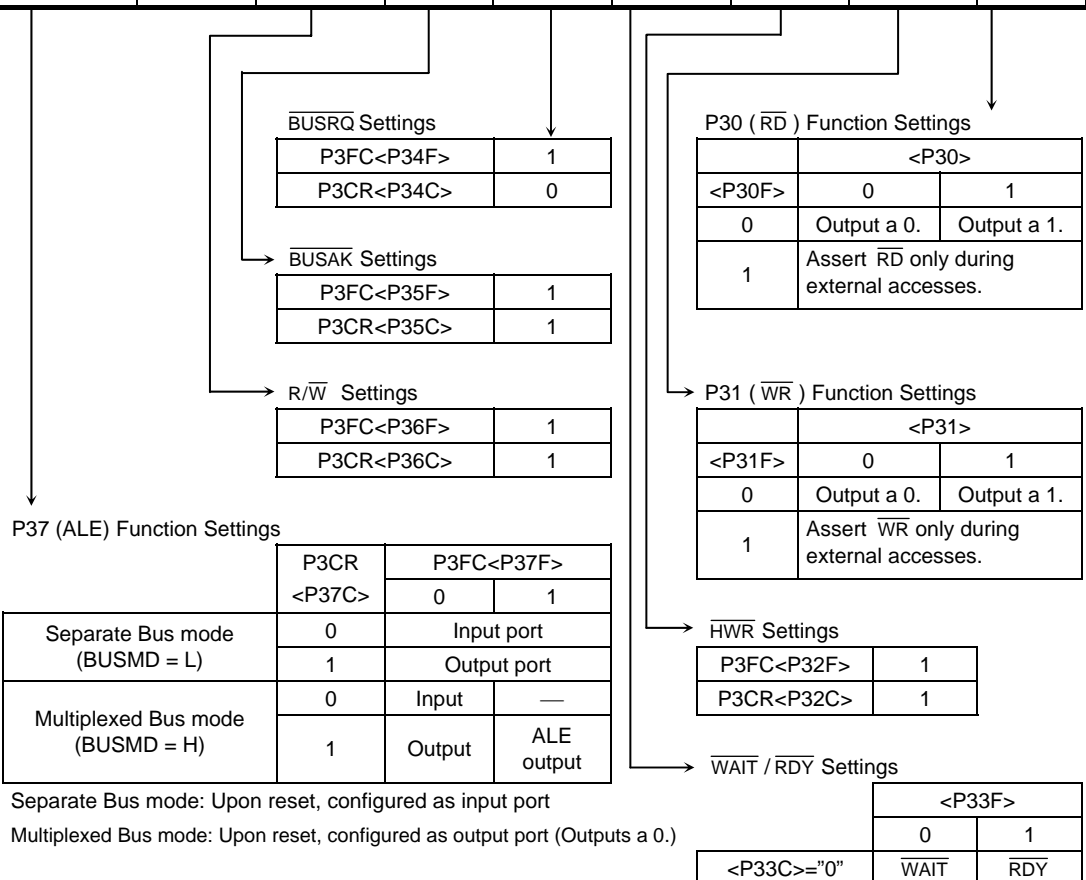 BUSRQ Settings
P3FC<P34F> 1
P3CR<P34C> 0
BUSAK Settings
P3FC<P35F> 1
P3CR<P35C> 1
R/W Settings
P3FC<P36F> 1
P3CR<P36C> 1
P37 (ALE) Function Settings
P3CR P3FC<P37F>
<P37C> 0 1
Separate Bus mode
(BUSMD = L)
0 Input port
1 Output port
Multiplexed Bus mode
(BUSMD = H)
0 Input —
1 Output ALE
output
Separate Bus mode: Upon reset, configured as input port
Multiplexed Bus mode: Upon reset, configured as output port (Outputs a 0.)
P30 ( RD ) Function Settings
<P30>
<P30F> 0 1
0 Output a 0. Output a 1.
1 Assert RD only during
external accesses.
P31 ( WR ) Function Settings
<P31>
<P31F> 0 1
0 Output a 0. Output a 1.
1 Assert WR only during
external accesses.
HWR Settings
P3FC<P32F> 1
P3CR<P32C> 1
WAIT / RDY Settings
<P33F>
0 1
<P33C>="0" WAIT RDY